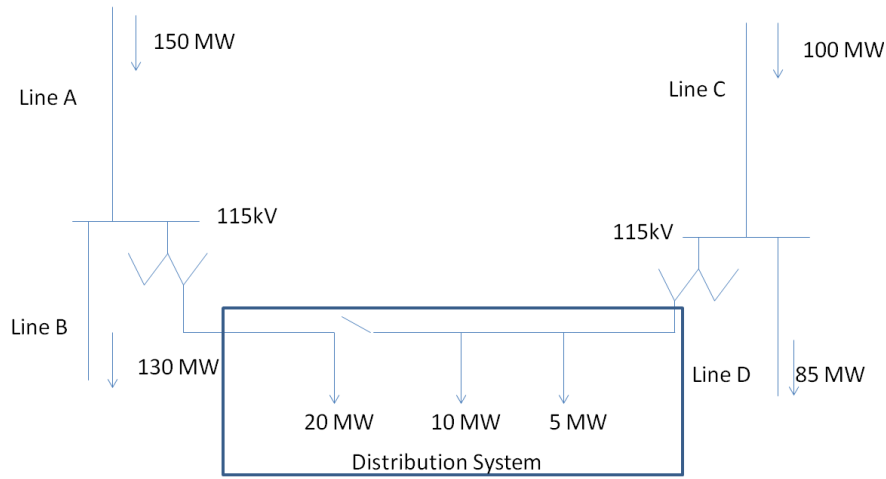 150 MW
100 MW
Line A
Line C
115kV
115kV
Line B
130 MW
Line D
85 MW
20 MW
10 MW
5 MW
Distribution System